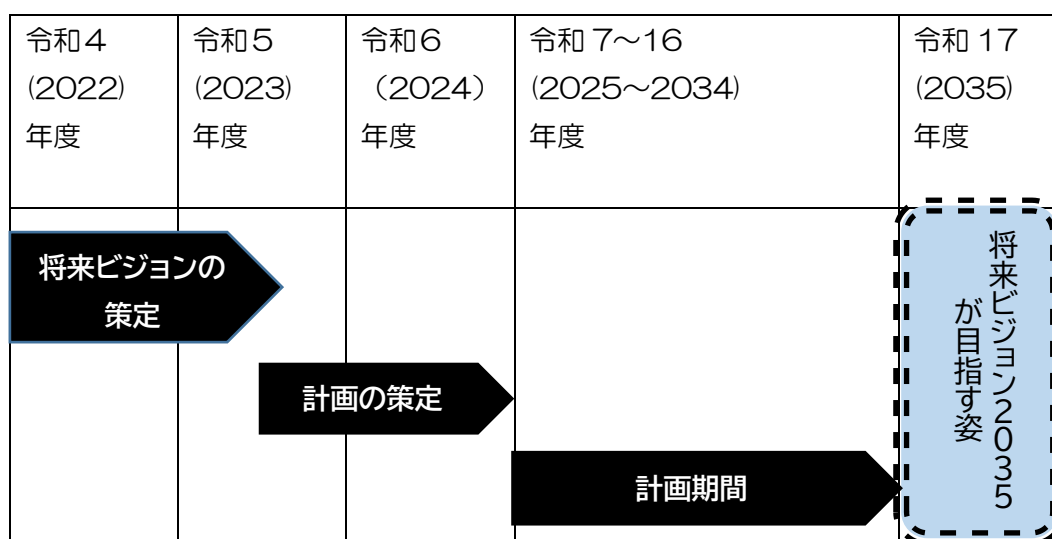 令和4
(2022)
年度
令和5
(2023)
年度
令和6
（2024）
年度
令和 7～16
(2025～2034)
年度
令和 17
(2035)
年度
将来ビジョンの
策定
計画の策定
計画期間
将来ビジョン2035
が目指す姿